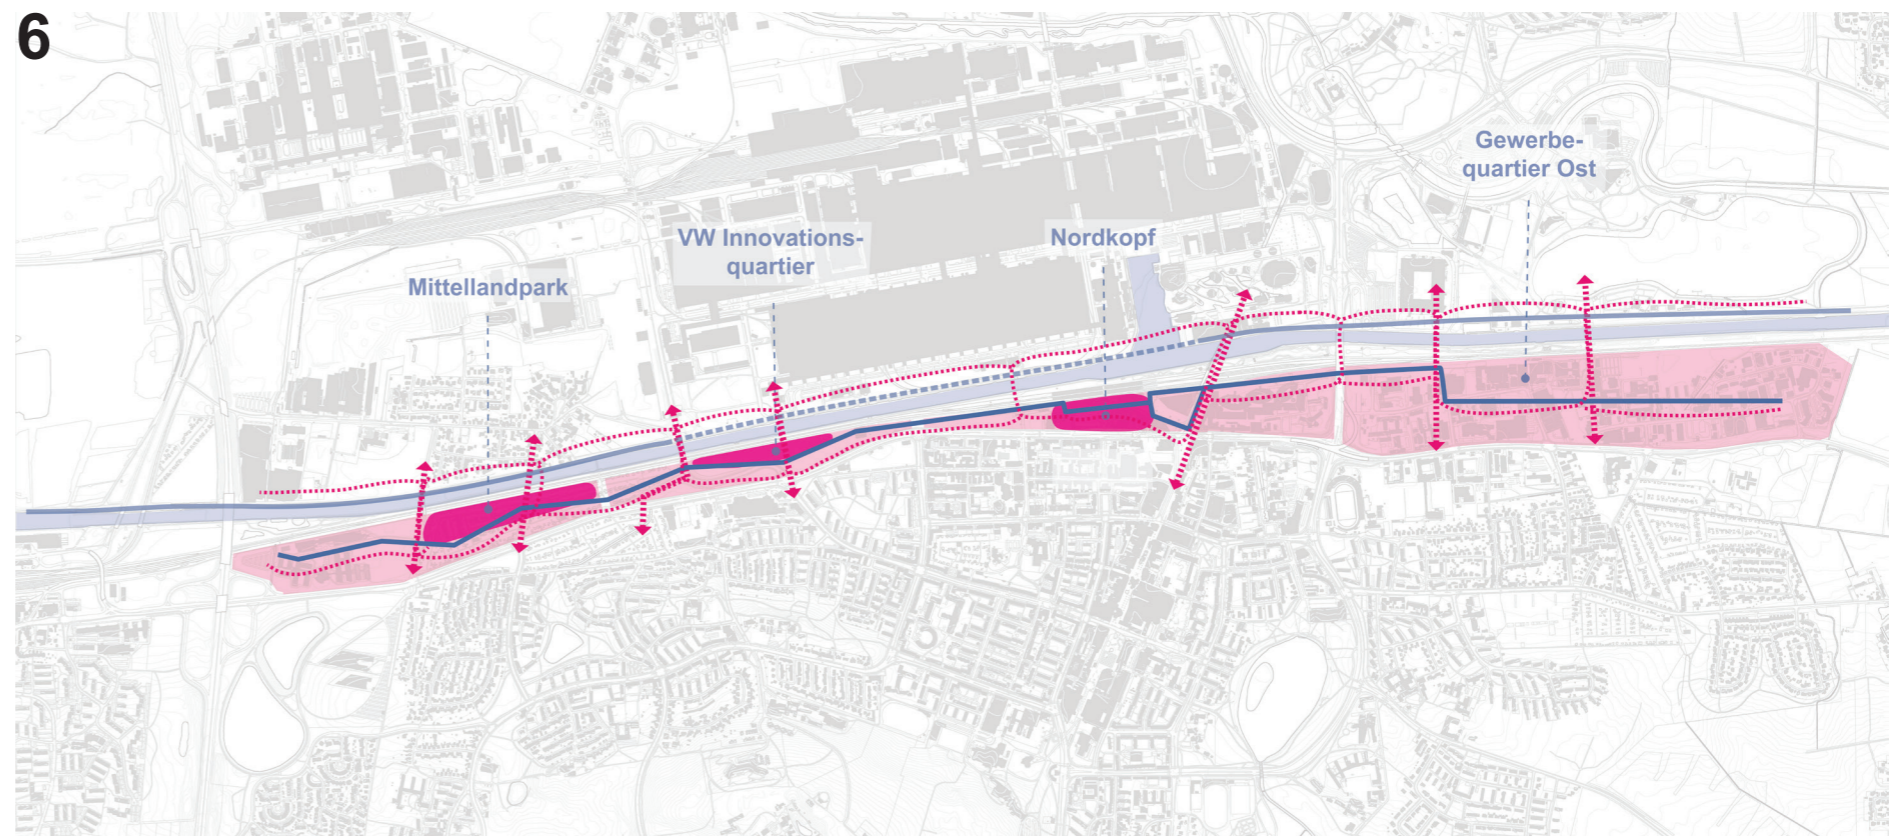 6
Gewerbe-
quartier Ost
VW Innovations-
quartier
Nordkopf
Mittellandpark